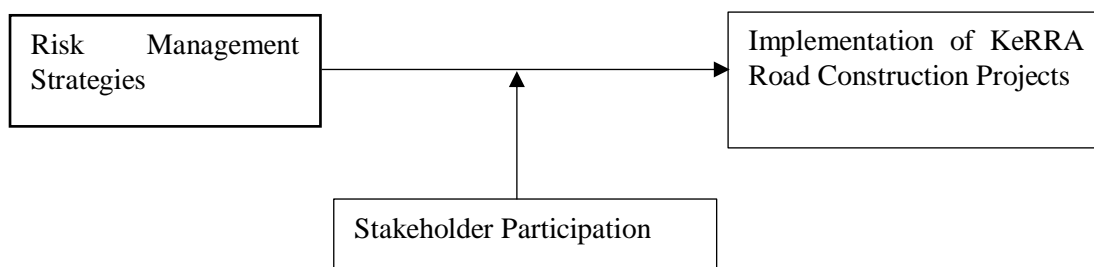 Risk Management
Strategies
Implementation of KeRRA
Road Construction Projects
Stakeholder Participation